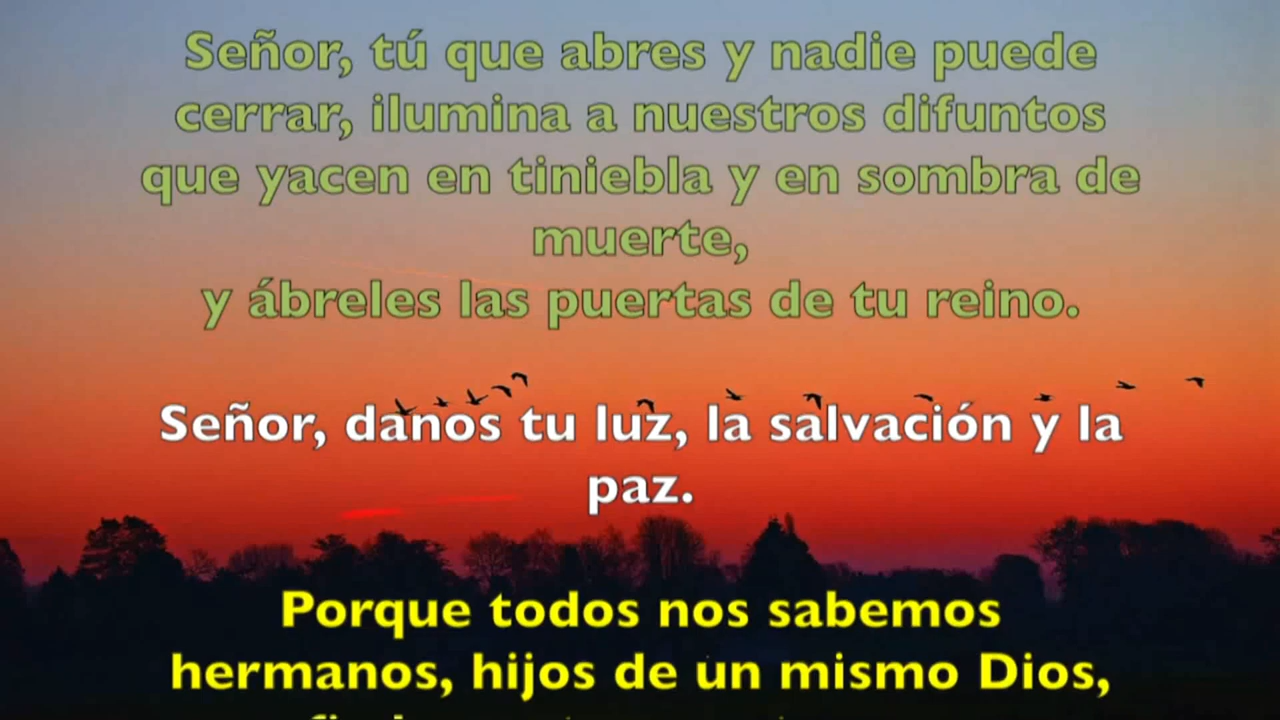 Señor, tú que abres y nadie puede
cerrar, ilumina a nuestros difuntos
que yacen en tiniebla y en sombra de
muerte,
y ábreles las puertas de tu reino.
Señor, danos tu luz, la salvación y la
paz.
Porque todos nos sabemos
hermanos, hijos de un mismo Dios,